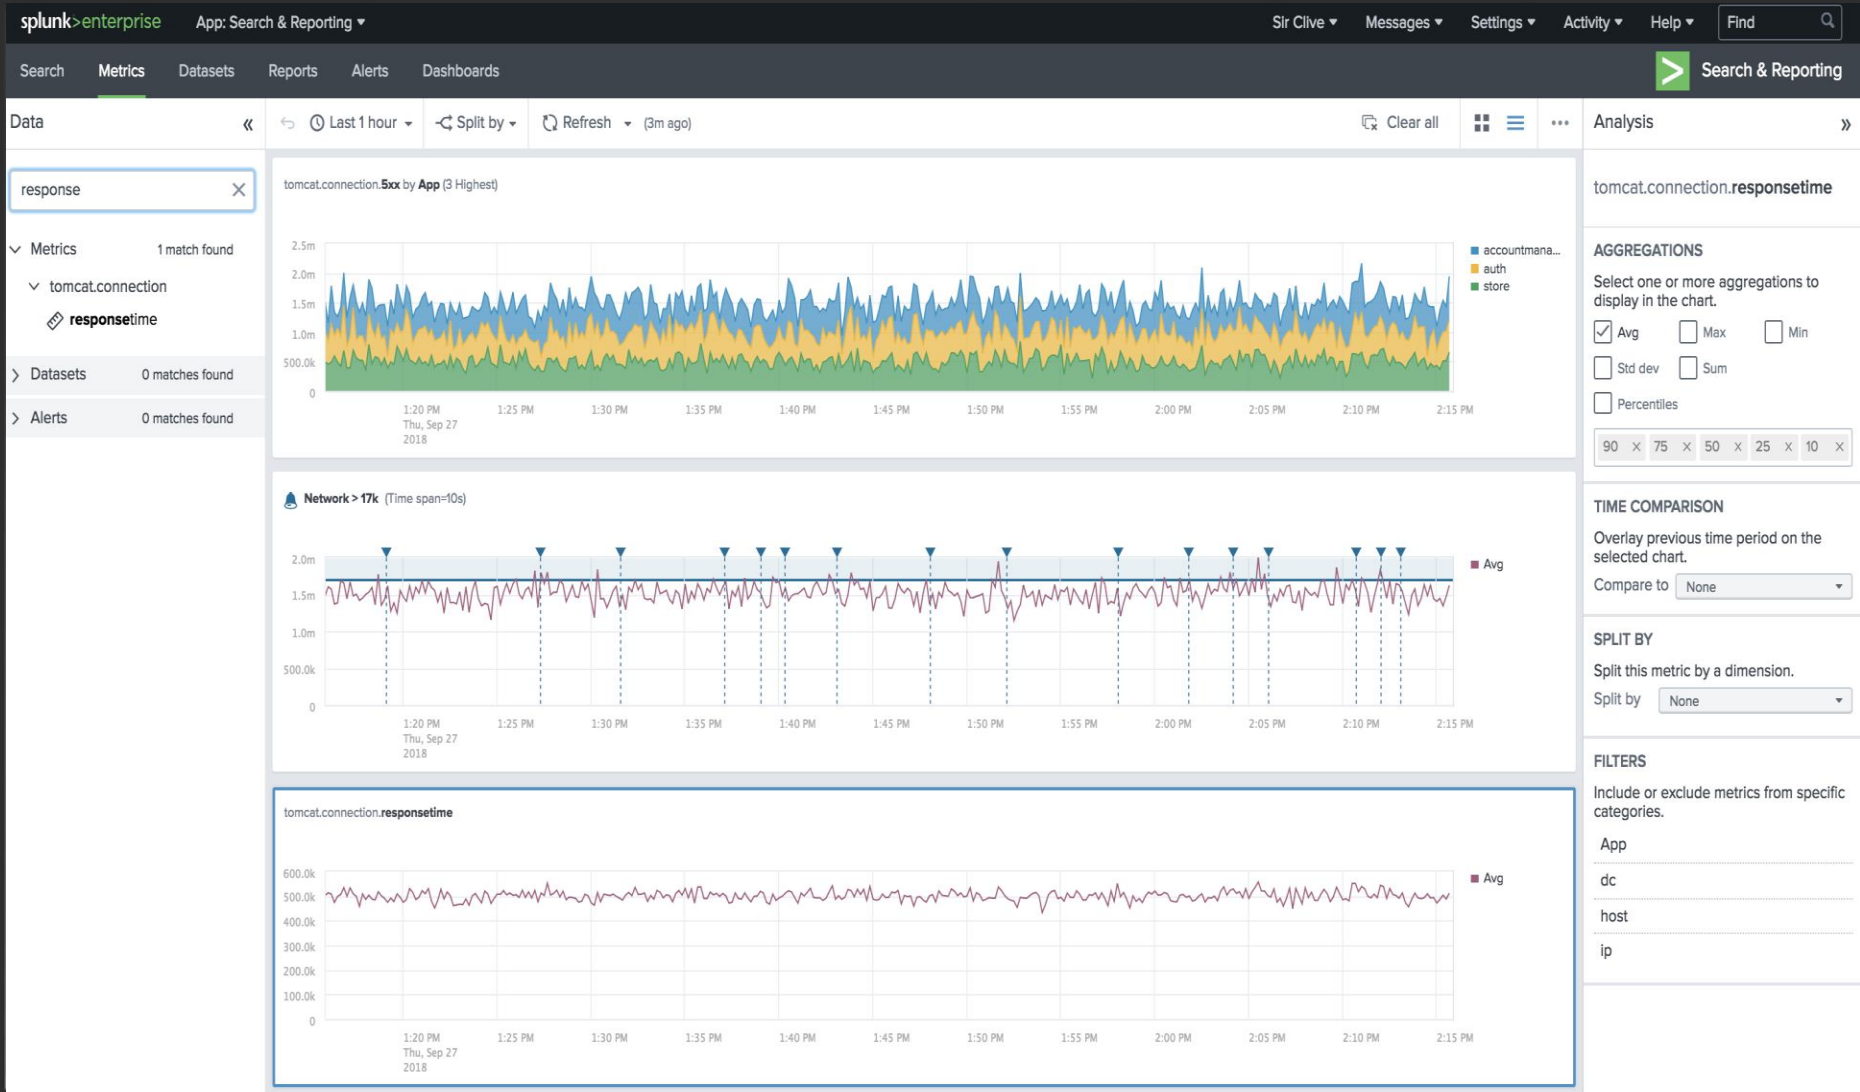 splunk>enterprise App: Search & Reporting Sir Clive Messages Settings Activity Help Find
Search Metrics Datasets Reports Alerts Dashboards > Search & Reporting
Data «
response
Metrics 1 match found
tomcat.connection
responsetime
Datasets 0 matches found
Alerts 0 matches found
Last 1 hour Split by Refresh (3m ago) Clear all
tomcat.connection.5xx by App (3 Highest)
2.5m
2.0m
1.5m
1.0m
500.0k
0
1:20 PM 1:25 PM 1:30 PM 1:35 PM 1:40 PM 1:45 PM 1:50 PM 1:55 PM 2:00 PM 2:05 PM 2:10 PM 2:15 PM
Thu, Sep 27
2018
accountmana...
auth
store
Network > 17k (Time span=10s)
2.0m
1.5m
1.0m
500.0k
0
1:20 PM 1:25 PM 1:30 PM 1:35 PM 1:40 PM 1:45 PM 1:50 PM 1:55 PM 2:00 PM 2:05 PM 2:10 PM 2:15 PM
Thu, Sep 27
2018
Avg
tomcat.connection.responsetime
600.0k
500.0k
400.0k
300.0k
200.0k
100.0k
0
1:20 PM 1:25 PM 1:30 PM 1:35 PM 1:40 PM 1:45 PM 1:50 PM 1:55 PM 2:00 PM 2:05 PM 2:10 PM 2:15 PM
Thu, Sep 27
2018
Avg
Analysis »
tomcat.connection.responsetime
AGGREGATIONS
Select one or more aggregations to
display in the chart.
Avg Max Min
Std dev Sum
Percentiles
90 x 75 x 50 x 25 x 10 x
TIME COMPARISON
Overlay previous time period on the
selected chart.
Compare to None
SPLIT BY
Split this metric by a dimension.
Split by None
FILTERS
Include or exclude metrics from specific
categories.
App
dc
host
ip